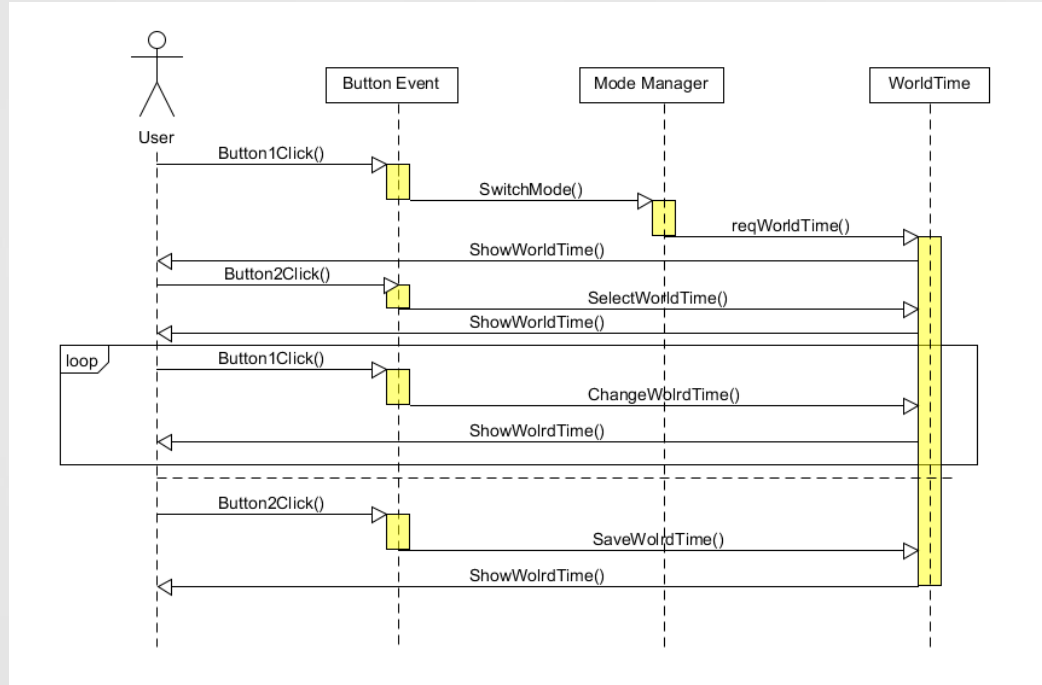 Button Event
Mode Manager
WorldTime
User
Button1Click()
SwitchMode()
reqWorldTime()
ShowWorldTime()
Button2Click()
SelectWorldTime()
ShowWorldTime()
loop
Button1Click()
ChangeWolrdTime()
ShowWolrdTime()
Button2Click()
SaveWolrdTime()
ShowWolrdTime()